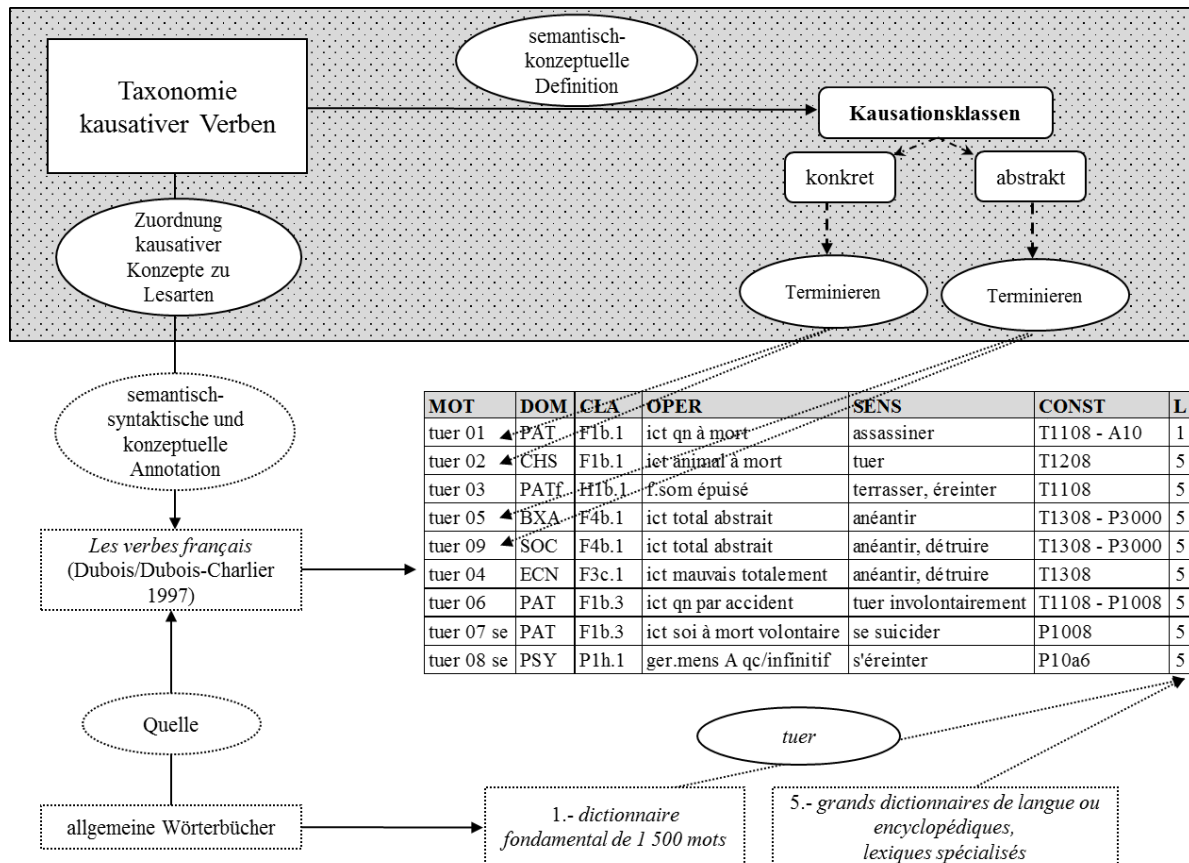 semantisch-
konzeptuelle
Definition
Taxonomie
kausativer Verben
Kausationsklassen
konkret
abstrakt
Zuordnung
kausativer
Konzepte zu
Lesarten
Terminieren
Terminieren
semantisch-
syntaktische und
konzeptuelle
Annotation
MOT DOM CLA OPER SENS CONST L
tuer 01 PAT F1b.1 ict qn à mort assassiner T1108 - A10 1
tuer 02 CHS F1b.1 ict animal à mort tuer T1208 5
tuer 03 PATf H1b.1 f.som épuisé terrasser, éreinter T1108 5
tuer 05 BXA F4b.1 ict total abstrait anéantir T1308 - P3000 5
tuer 09 SOC F4b.1 ict total abstrait anéantir, détruire T1308 - P3000 5
tuer 04 ECN F3c.1 ict mauvais totalement anéantir, détruire T1308 5
tuer 06 PAT F1b.3 ict qn par accident tuer involontairement T1108 - P1008 5
tuer 07 se PAT F1b.3 ict soi à mort volontaire se suicider P1008 5
tuer 08 se PSY P1h.1 ger.mens A qc/infinitif s'éreinter P10a6 5
Les verbes français
(Dubois/Dubois-Charlier
1997)
Quelle
tuer
allgemeine Wörterbücher
1.- dictionnaire
fondamental de 1 500 mots
5.- grands dictionnaires de langue ou
encyclopédiques,
lexiques spécialisés